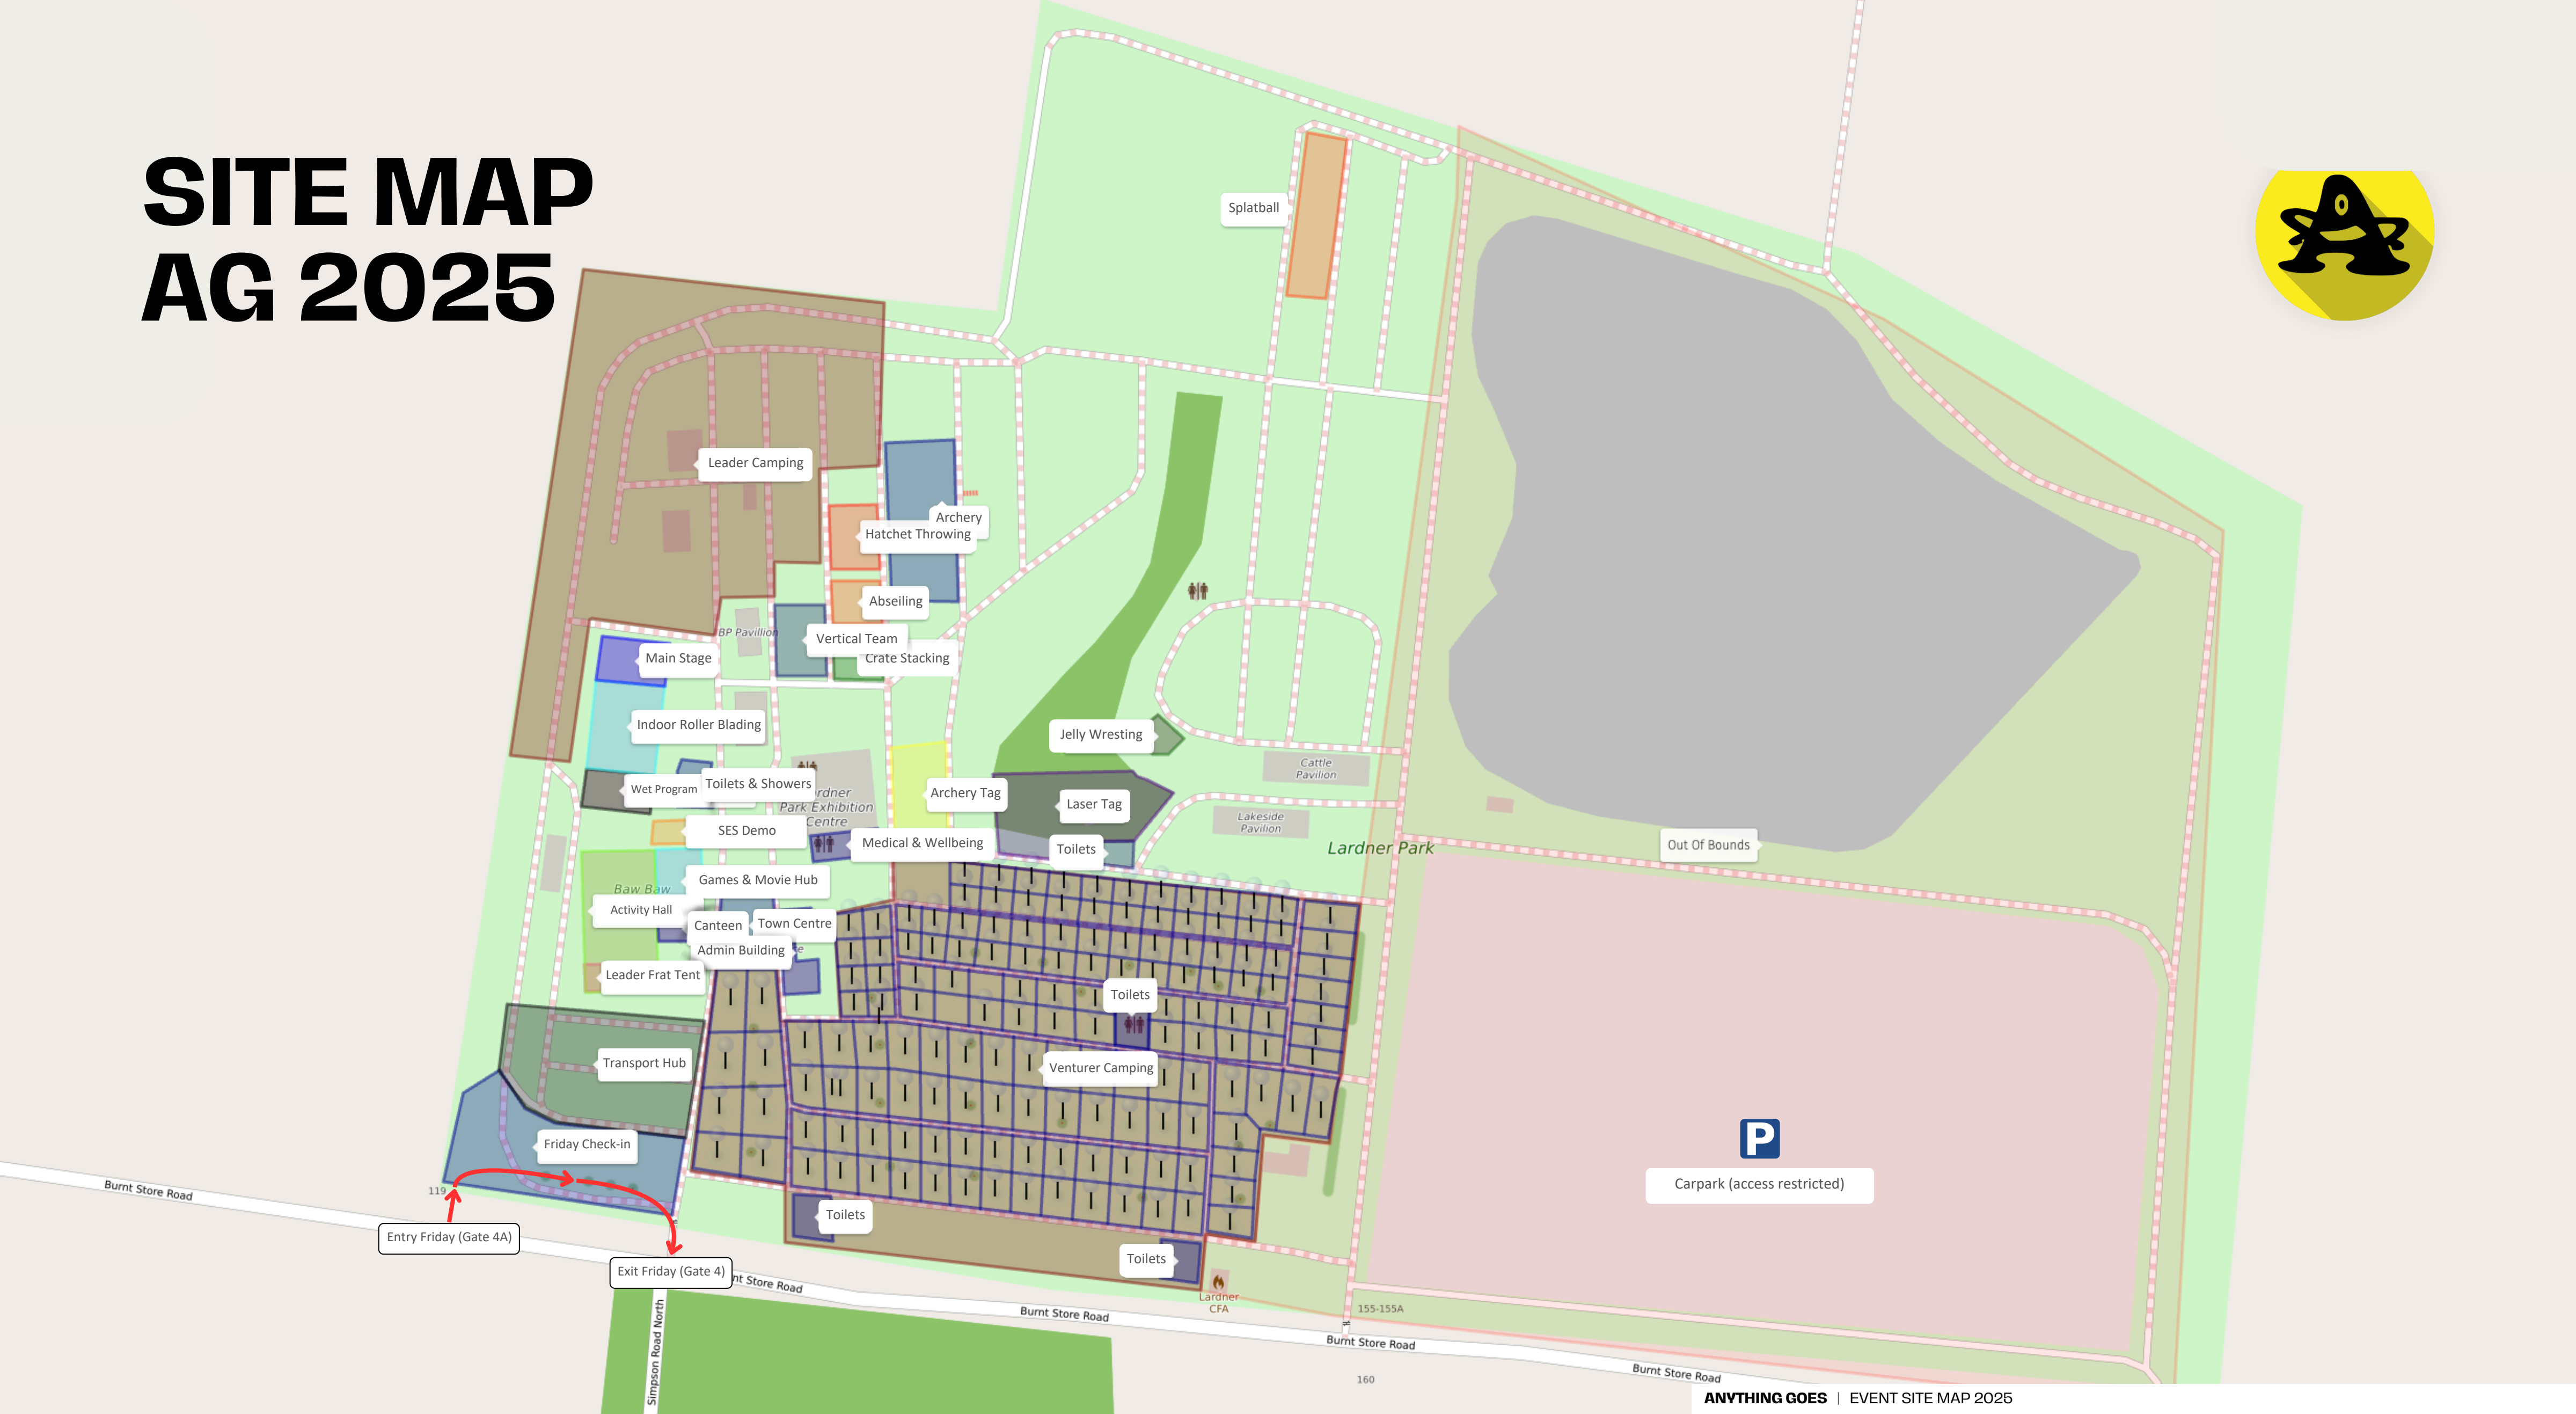 SITE MAP
AG 2025
Splatball
Leader Camping
Archery
Hatchet Throwing
Abseiling
BP Pavillion
Vertical Team
Crate Stacking
Main Stage
Indoor Roller Blading
Jelly Wresting
Cattle
Pavilion
Toilets & Showers
Wet Program
Archery Tag
Laser Tag
Park Exhibition
Centre
Lakeside
Pavilion
SES Demo
Medical & Wellbeing
Toilets
Lardner Park
Out Of Bounds
Games & Movie Hub
Baw Baw
Activity Hall
Canteen
Town Centre
Admin Building
Leader Frat Tent
Toilets
Transport Hub
Venturer Camping
Friday Check-in
P
Carpark (access restricted)
119
Burnt Store Road
Toilets
Entry Friday (Gate 4A)
Toilets
Exit Friday (Gate 4)
Store Road
Lardner
CFA
155-155A
Burnt Store Road
Burnt Store Road
Simpson Road North
Burnt Store Road
160
ANYTHING GOES | EVENT SITE MAP 2025